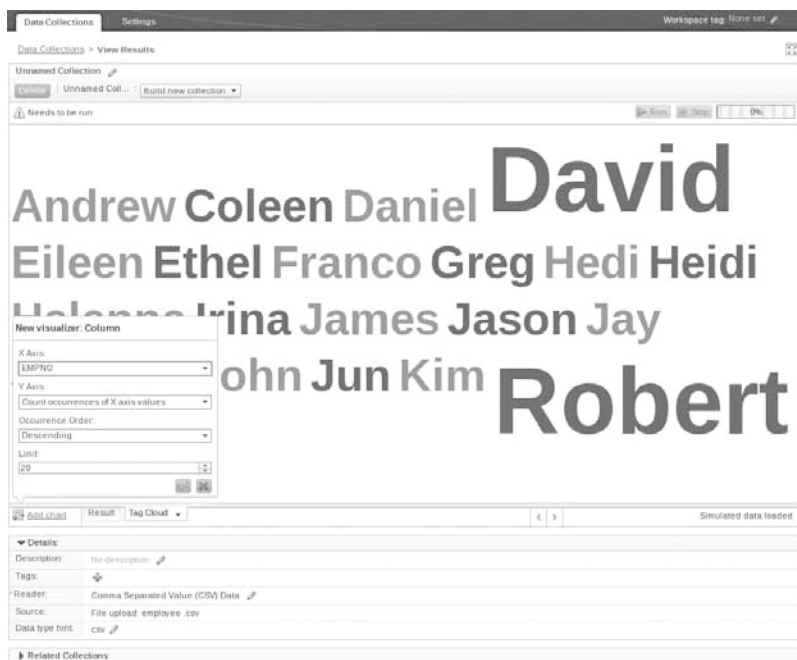 Data Collections Settings Workspace tag: None set
Data Collections > View Results
Unnamed Collection
Delete Unnamed Coll... : Build new collection
Needs to be run Run Stop 0%
David
Andrew Coleen Daniel
Eileen Ethel Franco Greg Hedi Heidi
Irina James Jason Jay
ohn Jun Kim
Robert
New visualizer: Column
X Axis:
EMPNO
Y Axis:
Count occurrences of X axis values
Occurrence Order:
Descending
Limit:
20
Add chart Result Tag Cloud < > Simulated data loaded
Details:
Description: No description
Tags:
*Reader: Comma Separated Value (CSV) Data
Source: File upload: employee .csv
Data type hint: csv
Related Collections: